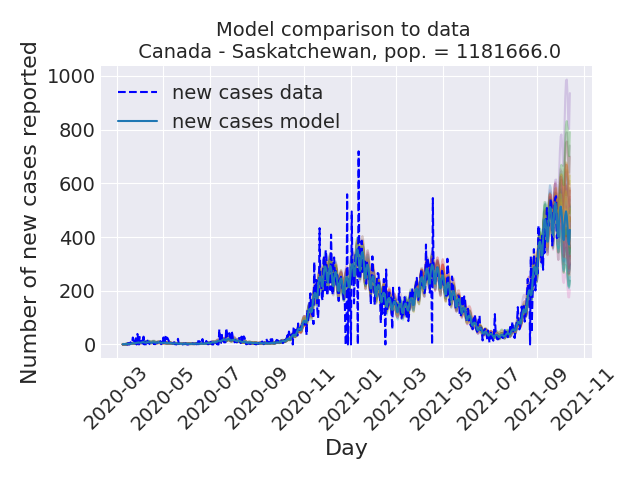 Model comparison to data
Canada - Saskatchewan, pop. = 1181666.0
Number of new cases reported
1000
800
600
400
200
0
new cases data
new cases model
2020-03
2020-05
2020-07
2020-09
2020-11
2021-01
2021-03
2021-05
2021-07
2021-09
2021-11
Day